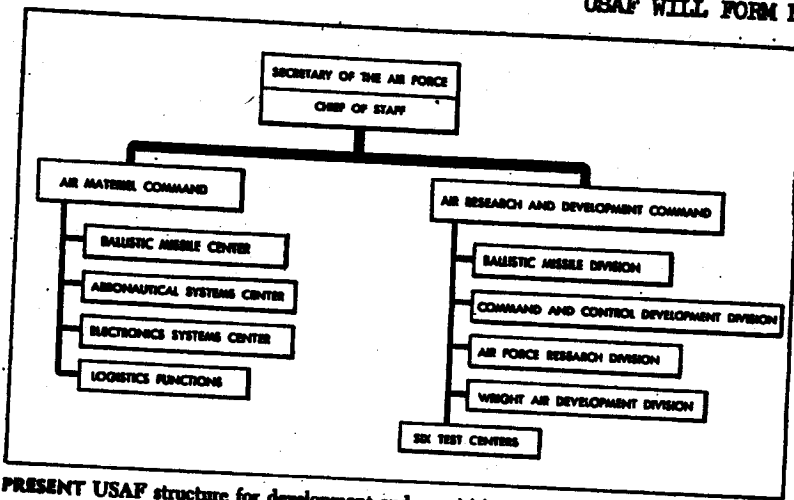 USAF WILL FORM
SECRETARY OF THE AIR FORCE
CHIEF OF STAFF
AIR MATERIEL COMMAND
BALLISTIC MISSILE CENTER
AERONAUTICAL SYSTEMS CENTER
ELECTRONICS SYSTEMS CENTER
LOGISTICS FUNCTIONS
AIR RESEARCH AND DEVELOPMENT COMMAND
BALLISTIC MISSILE DIVISION
COMMAND AND CONTROL DEVELOPMENT DIVISION
AIR FORCE RESEARCH DIVISION
WRIGHT AIR DEVELOPMENT DIVISION
SIX TEST CENTERS
PRESENT USAF structure for development and